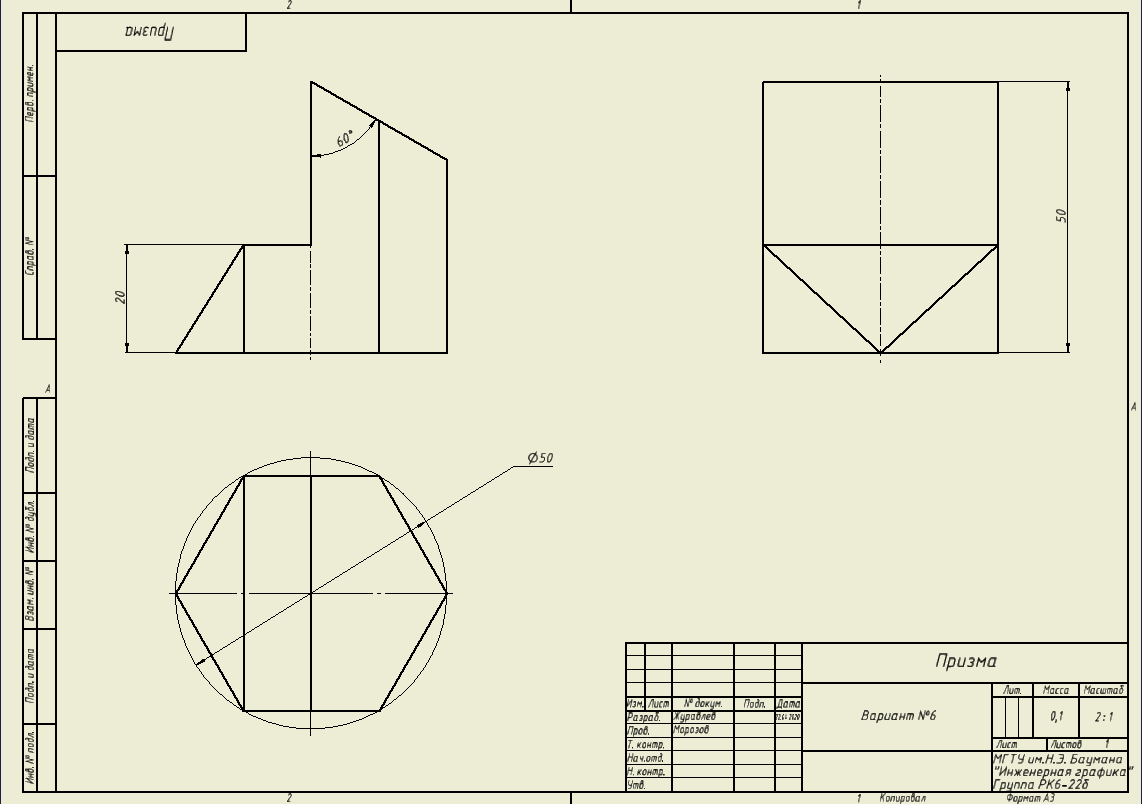 2
1
Призма
Перв. примен.
60°
Справ. №
50
20
А
А
Подп. и дата
Ø50
Инв. № дубл.
Взам. инв. №
Подп. и дата
Инв. № подл.
Призма
Лит. Масса Масштаб
Изм. Лист № докум. Подп. Дата
Вариант №6
Разраб. Журавлев
0,1 2:1
Пров. Морозов
Т. контр.
Лист Листов 1
Нач.отд.
МГТУ им.Н.Э. Баумана
"Инженерная графика"
Н. контр.
Группа РК6-22б
Утв.
2
1 Копировал Формат А3